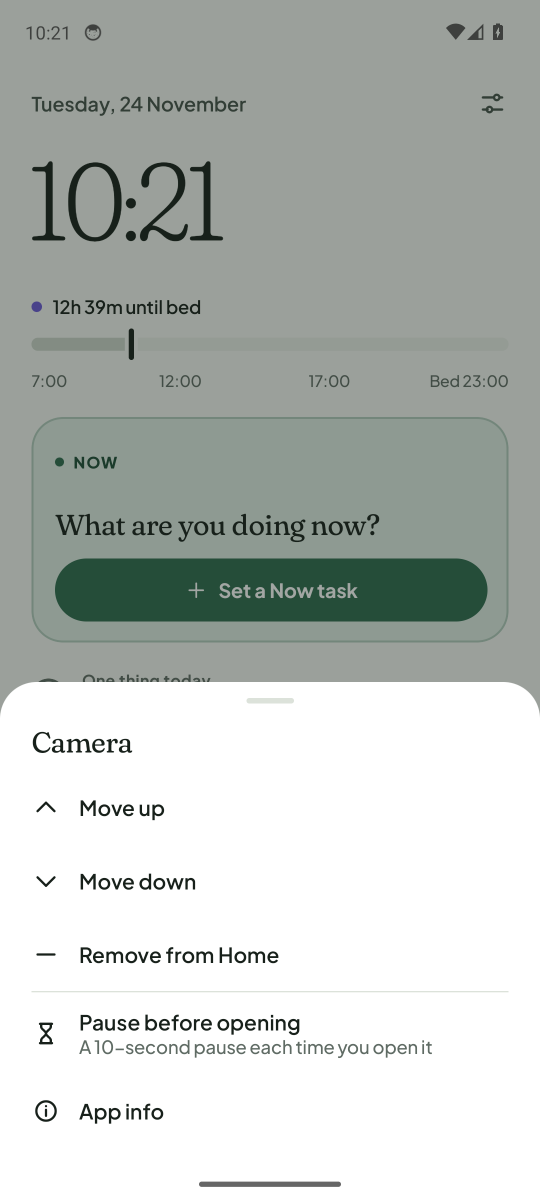 10:21
Tuesday, 24 November
10:21
12h 39m until bed
7:00 12:00 17:00 Bed 23:00
NOW
What are you doing now?
+ Set a Now task
One thing today
Camera
Move up
Move down
Remove from Home
Pause before opening
A 10-second pause each time you open it
App info